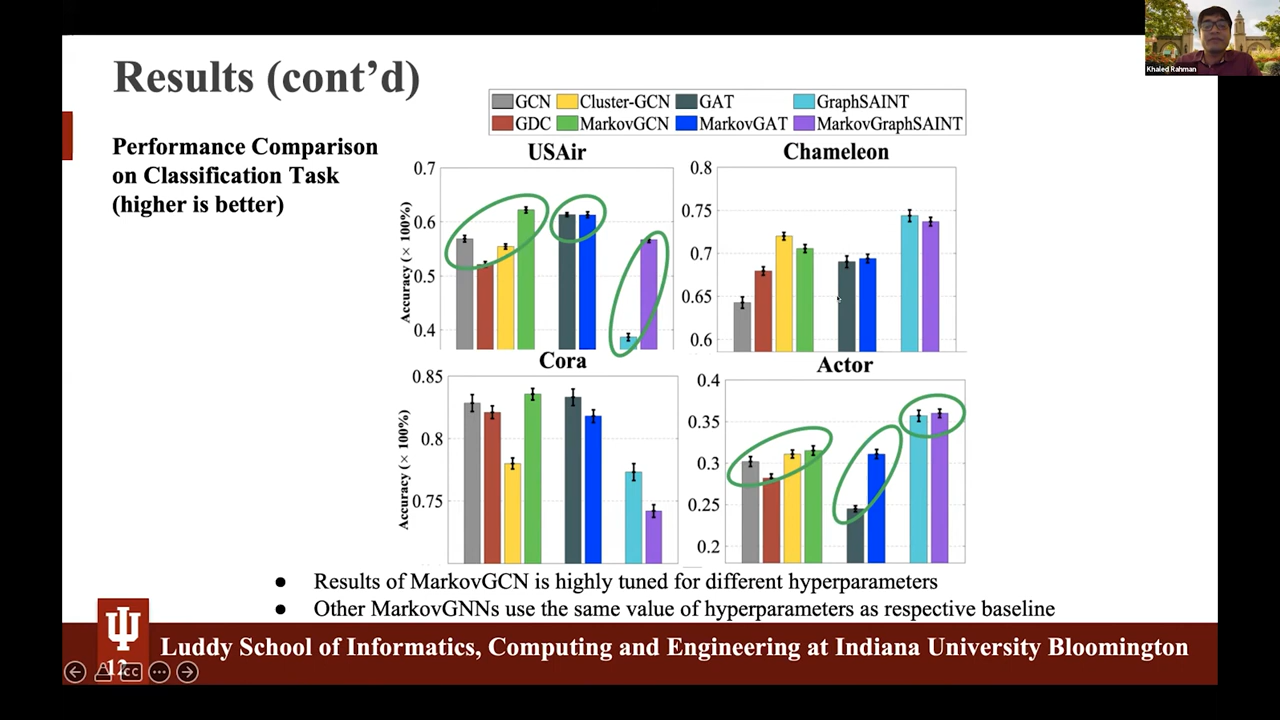 Khaled Rahman
Results (cont’d)
Performance Comparison
on Classification Task
(higher is better)
GCN Cluster-GCN GAT GraphSAINT
GDC MarkovGCN MarkovGAT MarkovGraphSAINT
USAir
0.7
0.6
0.5
0.4
Accuracy (× 100%)
Chameleon
0.8
0.75
0.7
0.65
0.6
Cora
0.85
0.8
0.75
Accuracy (× 100%)
Actor
0.4
0.35
0.3
0.25
0.2
● Results of MarkovGCN is highly tuned for different hyperparameters
● Other MarkovGNNs use the same value of hyperparameters as respective baseline
Luddy School of Informatics, Computing and Engineering at Indiana University Bloomington
12
CC